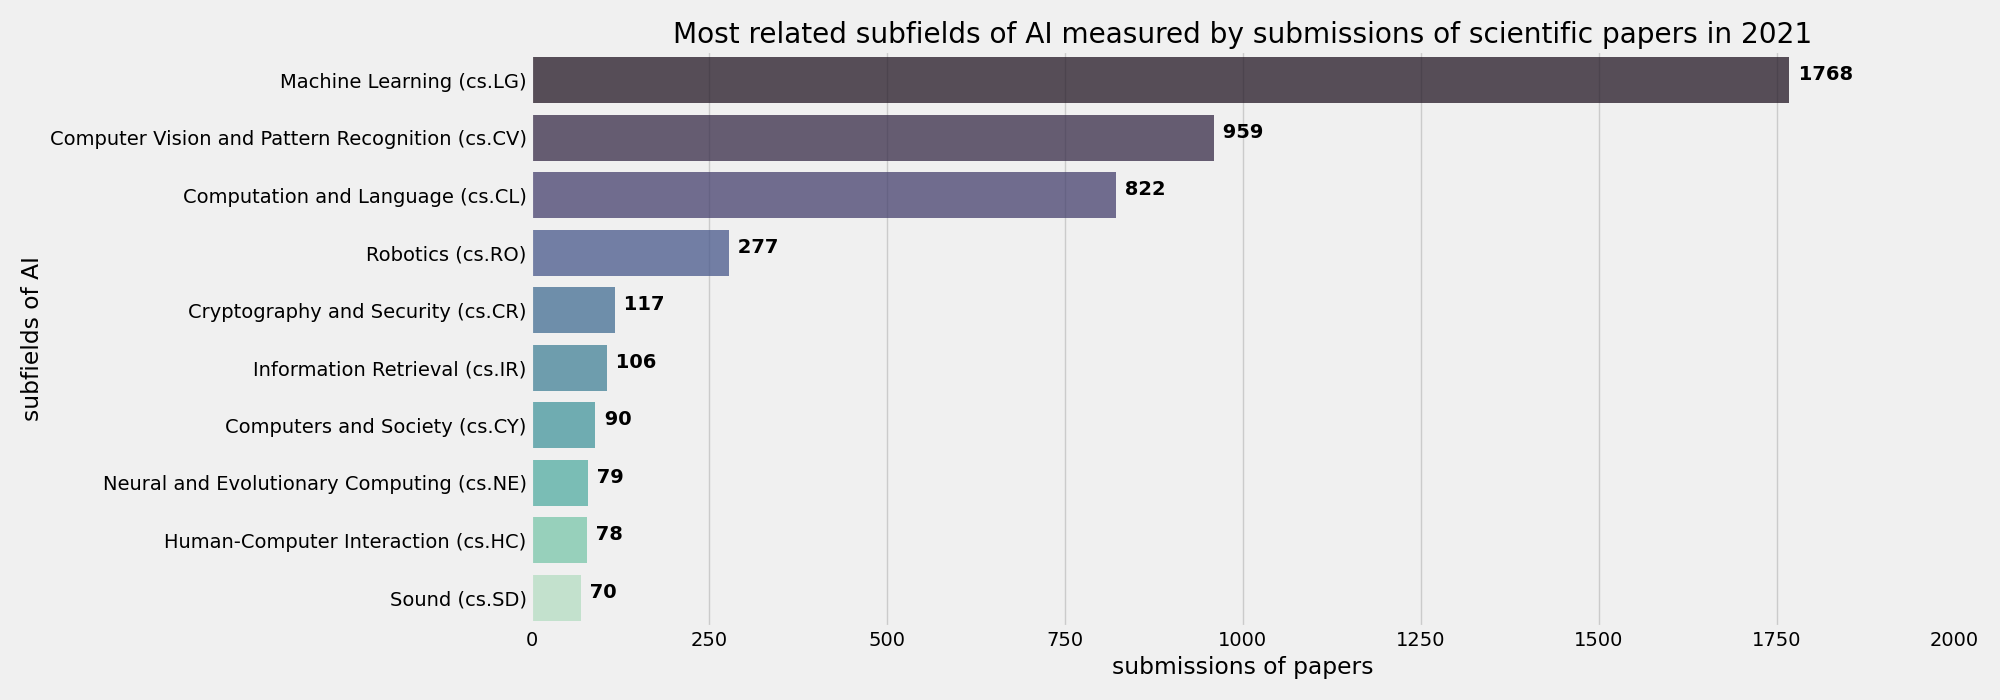 Most related subfields of AI measured by submissions of scientific papers in 2021
subfields of AI
Machine Learning (cs.LG) 1768
Computer Vision and Pattern Recognition (cs.CV) 959
Computation and Language (cs.CL) 822
Robotics (cs.RO) 277
Cryptography and Security (cs.CR) 117
Information Retrieval (cs.IR) 106
Computers and Society (cs.CY) 90
Neural and Evolutionary Computing (cs.NE) 79
Human-Computer Interaction (cs.HC) 78
Sound (cs.SD) 70
0 250 500 750 1000 1250 1500 1750 2000
submissions of papers